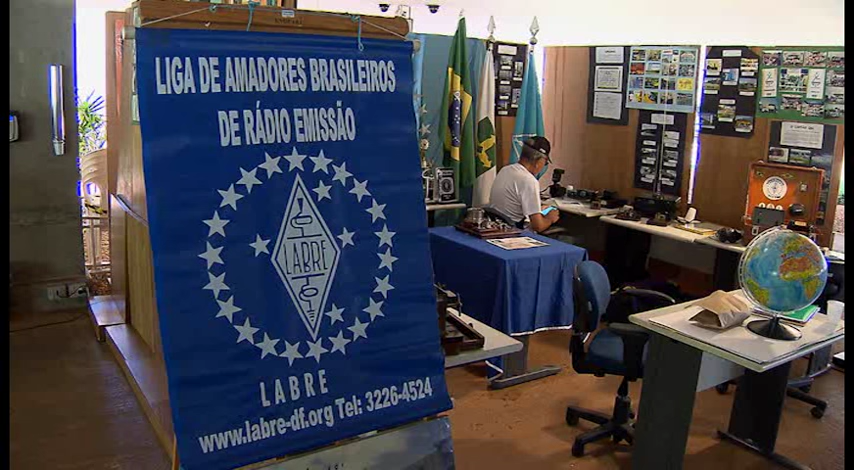 LIGA DE AMADORES BRASILEIROS
DE RÁDIO EMISSÃO
LABRE
LABRE
www.labre-df.org Tel: 3226-4524